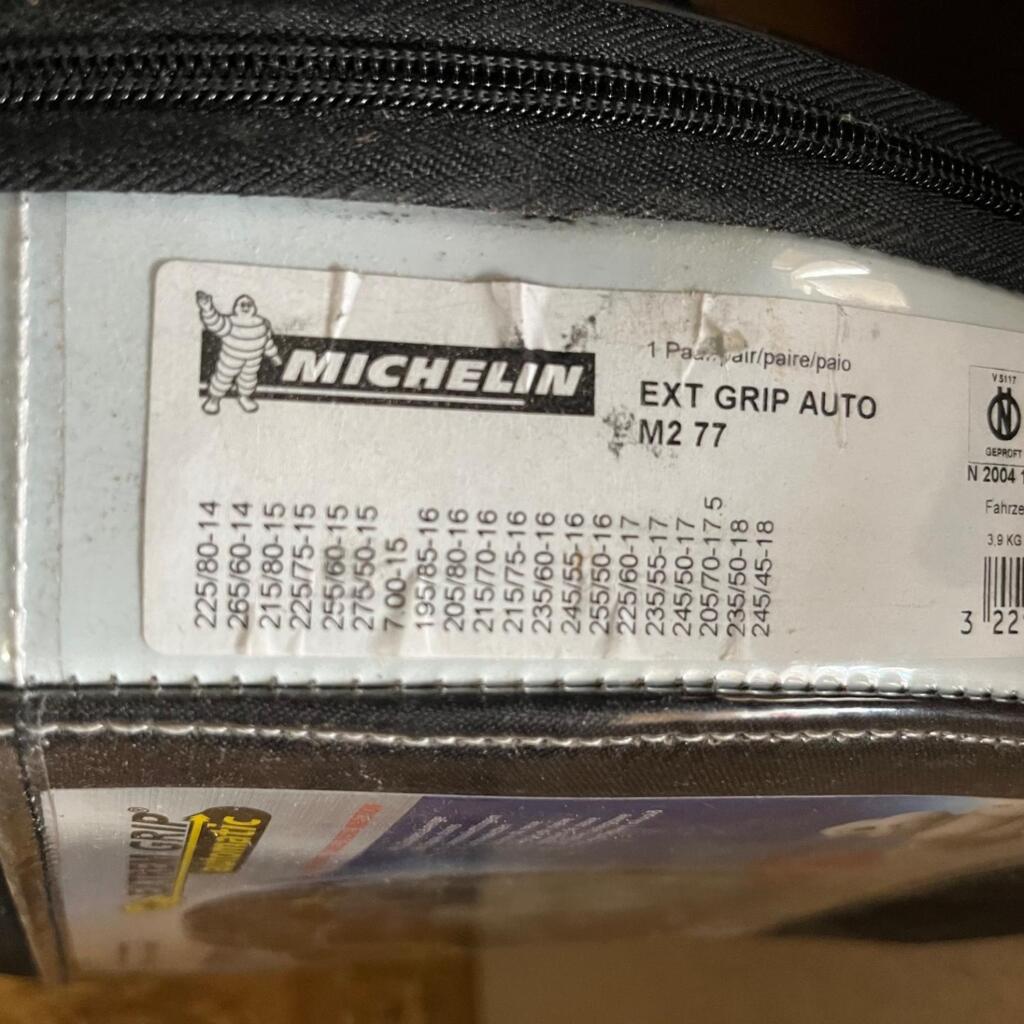 MICHELIN
1 Paar/pair/paire/paio
EXT GRIP AUTO
M2 77
V 5117
N
GEPRÜFT
N 2004
Fahrze
3,9 KG
3 22
225/80-14
265/60-14
215/80-15
225/75-15
255/60-15
275/50-15
7.00-15
195/85-16
205/80-16
215/70-16
215/75-16
235/60-16
245/55-16
255/50-16
225/60-17
235/55-17
245/50-17
205/70-17.5
235/50-18
245/45-18
EXTREM GRIP®
automatic